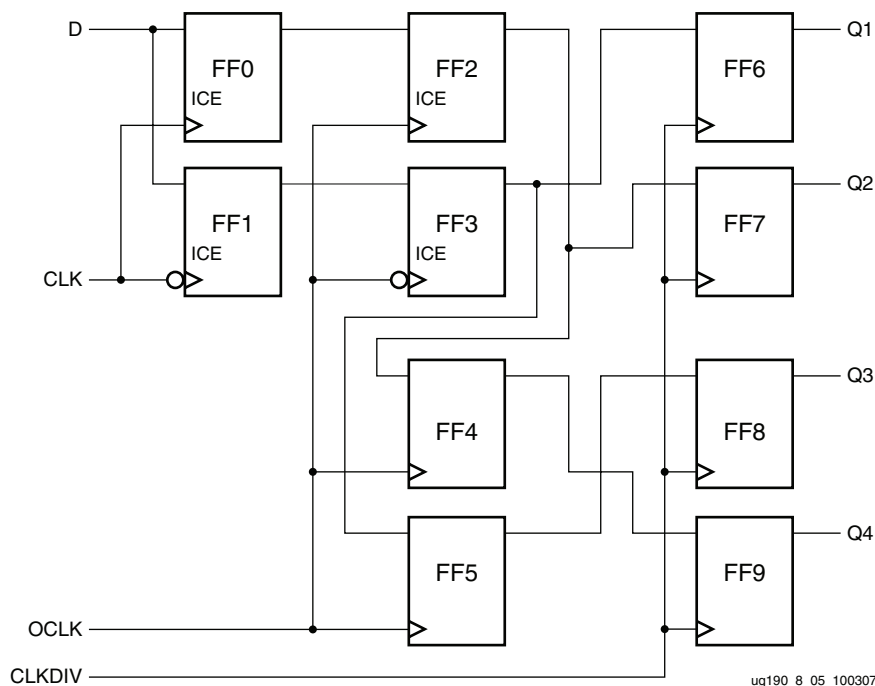 D
FF0
ICE
FF2
ICE
FF6
Q1
FF1
ICE
FF3
ICE
FF7
Q2
CLK
FF4
FF8
Q3
FF5
FF9
Q4
OCLK
CLKDIV
ug190_8_05_100307